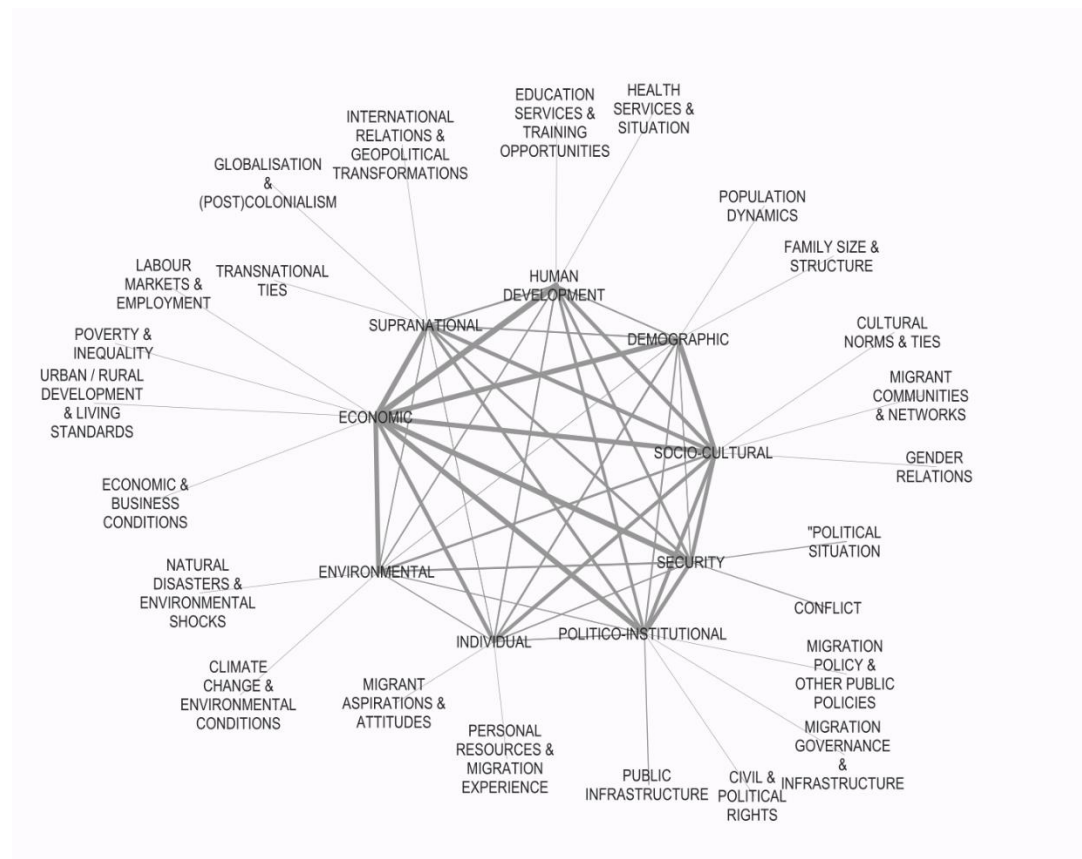 EDUCATION
SERVICES &
TRAINING
OPPORTUNITIES
HEALTH
SERVICES &
SITUATION
INTERNATIONAL
RELATIONS &
GEOPOLITICAL
TRANSFORMATIONS
GLOBALISATION
&
(POST)COLONIALISM
POPULATION
DYNAMICS
FAMILY SIZE &
STRUCTURE
LABOUR
MARKETS &
EMPLOYMENT
TRANSNATIONAL
TIES
HUMAN
DEVELOPMENT
SUPRANATIONAL
DEMOGRAPHIC
CULTURAL
NORMS & TIES
POVERTY &
INEQUALITY
URBAN / RURAL
DEVELOPMENT
& LIVING
STANDARDS
MIGRANT
COMMUNITIES
& NETWORKS
ECONOMIC
SOCIO-CULTURAL
GENDER
RELATIONS
ECONOMIC &
BUSINESS
CONDITIONS
"POLITICAL
SITUATION
SECURITY
ENVIRONMENTAL
NATURAL
DISASTERS &
ENVIRONMENTAL
SHOCKS
CONFLICT
INDIVIDUAL
POLITICO-INSTITUTIONAL
MIGRATION
POLICY &
OTHER PUBLIC
POLICIES
CLIMATE
CHANGE &
ENVIRONMENTAL
CONDITIONS
MIGRANT
ASPIRATIONS &
ATTITUDES
PERSONAL
RESOURCES &
MIGRATION
EXPERIENCE
MIGRATION
GOVERNANCE
&
INFRASTRUCTURE
PUBLIC
INFRASTRUCTURE
CIVIL &
POLITICAL
RIGHTS